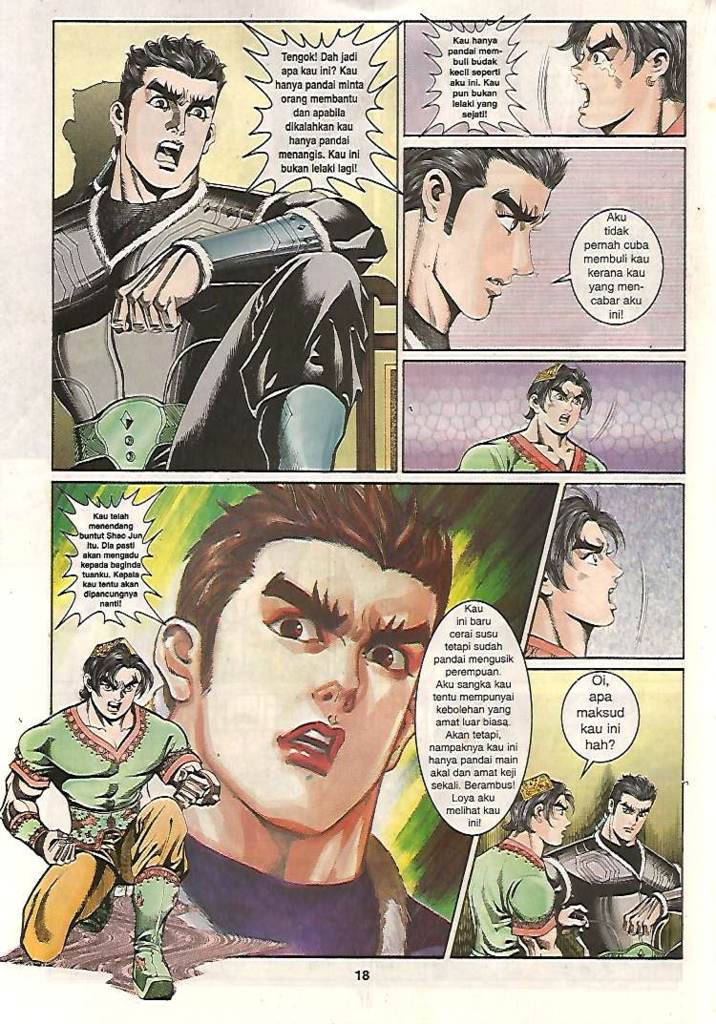 Tengok! Dah jadi
apa kau ini? Kau
hanya pandai minta
orang membantu
dan apabila
dikalahkan kau
hanya pandai
menangis. Kau ini
bukan lelaki lagi!
Kau hanya
pandai mem-
buli budak
kecil seperti
aku ini. Kau
pun bukan
lelaki yang
sejati!
Aku
tidak
pernah cuba
membuli kau
kerana kau
yang men-
cabar aku
ini!
Kau telah
menendang
buntut Shao Jun
itu. Dia pasti
akan mengadu
kepada baginda
tuanku. Kepala
kau tentu akan
dipancungnya
nanti!
Kau
ini baru
cerai susu
tetapi sudah
pandai mengusik
perempuan.
Aku sangka kau
tentu mempunyai
kebolehan yang
amat luar biasa.
Akan tetapi,
nampaknya kau ini
hanya pandai main
akal dan amat keji
sekali. Berambus!
Loya aku
melihat kau
ini!
Oi,
apa
maksud
kau ini
hah?
18